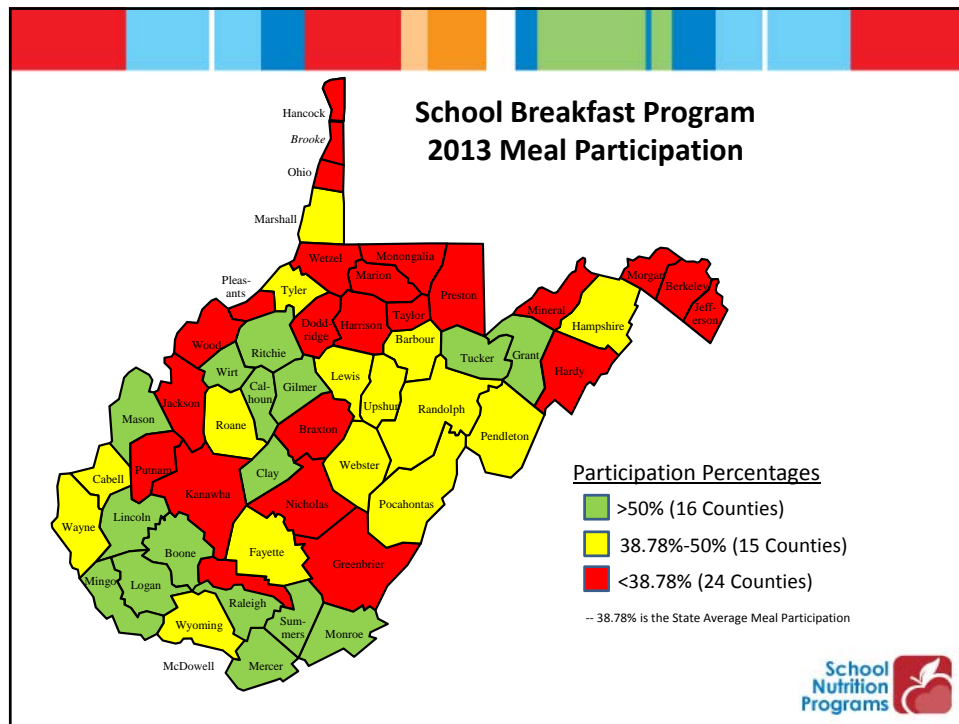 School Breakfast Program
2013 Meal Participation
Hancock
Brooke
Ohio
Marshall
Wetzel
Monongalia
Marion
Pleas-
ants
Tyler
Preston
Morgan
Berkeley
Jeff-
erson
Mineral
Hampshire
Dodd-
ridge
Harrison
Taylor
Barbour
Wood
Ritchie
Tucker
Grant
Hardy
Wirt
Cal-
houn
Gilmer
Lewis
Upshur
Randolph
Mason
Jackson
Roane
Braxton
Pendleton
Putnam
Cabell
Kanawha
Clay
Webster
Nicholas
Pocahontas
Wayne
Lincoln
Boone
Fayette
Greenbrier
Mingo
Logan
Raleigh
Sum-
mers
Monroe
Wyoming
McDowell
Mercer
Participation Percentages
>50% (16 Counties)
38.78%-50% (15 Counties)
<38.78% (24 Counties)
-- 38.78% is the State Average Meal Participation
School
Nutrition
Programs